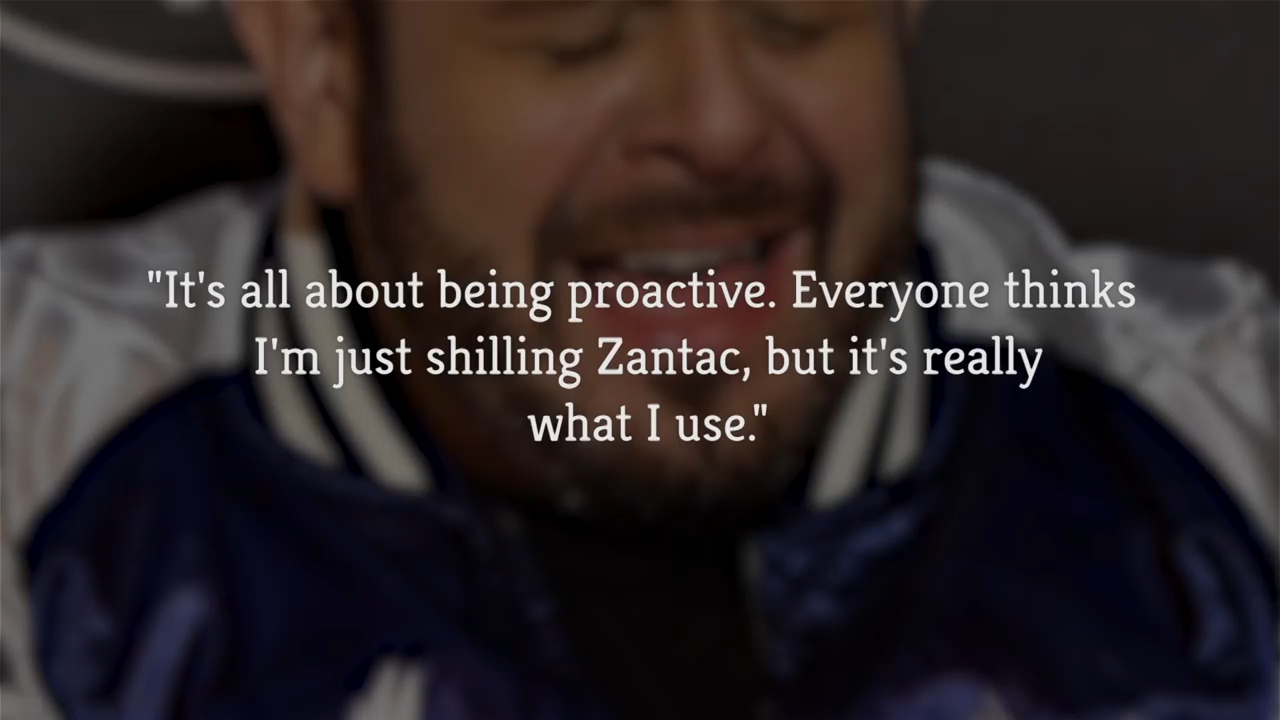 "It's all about being proactive. Everyone thinks
I'm just shilling Zantac, but it's really
what I use."